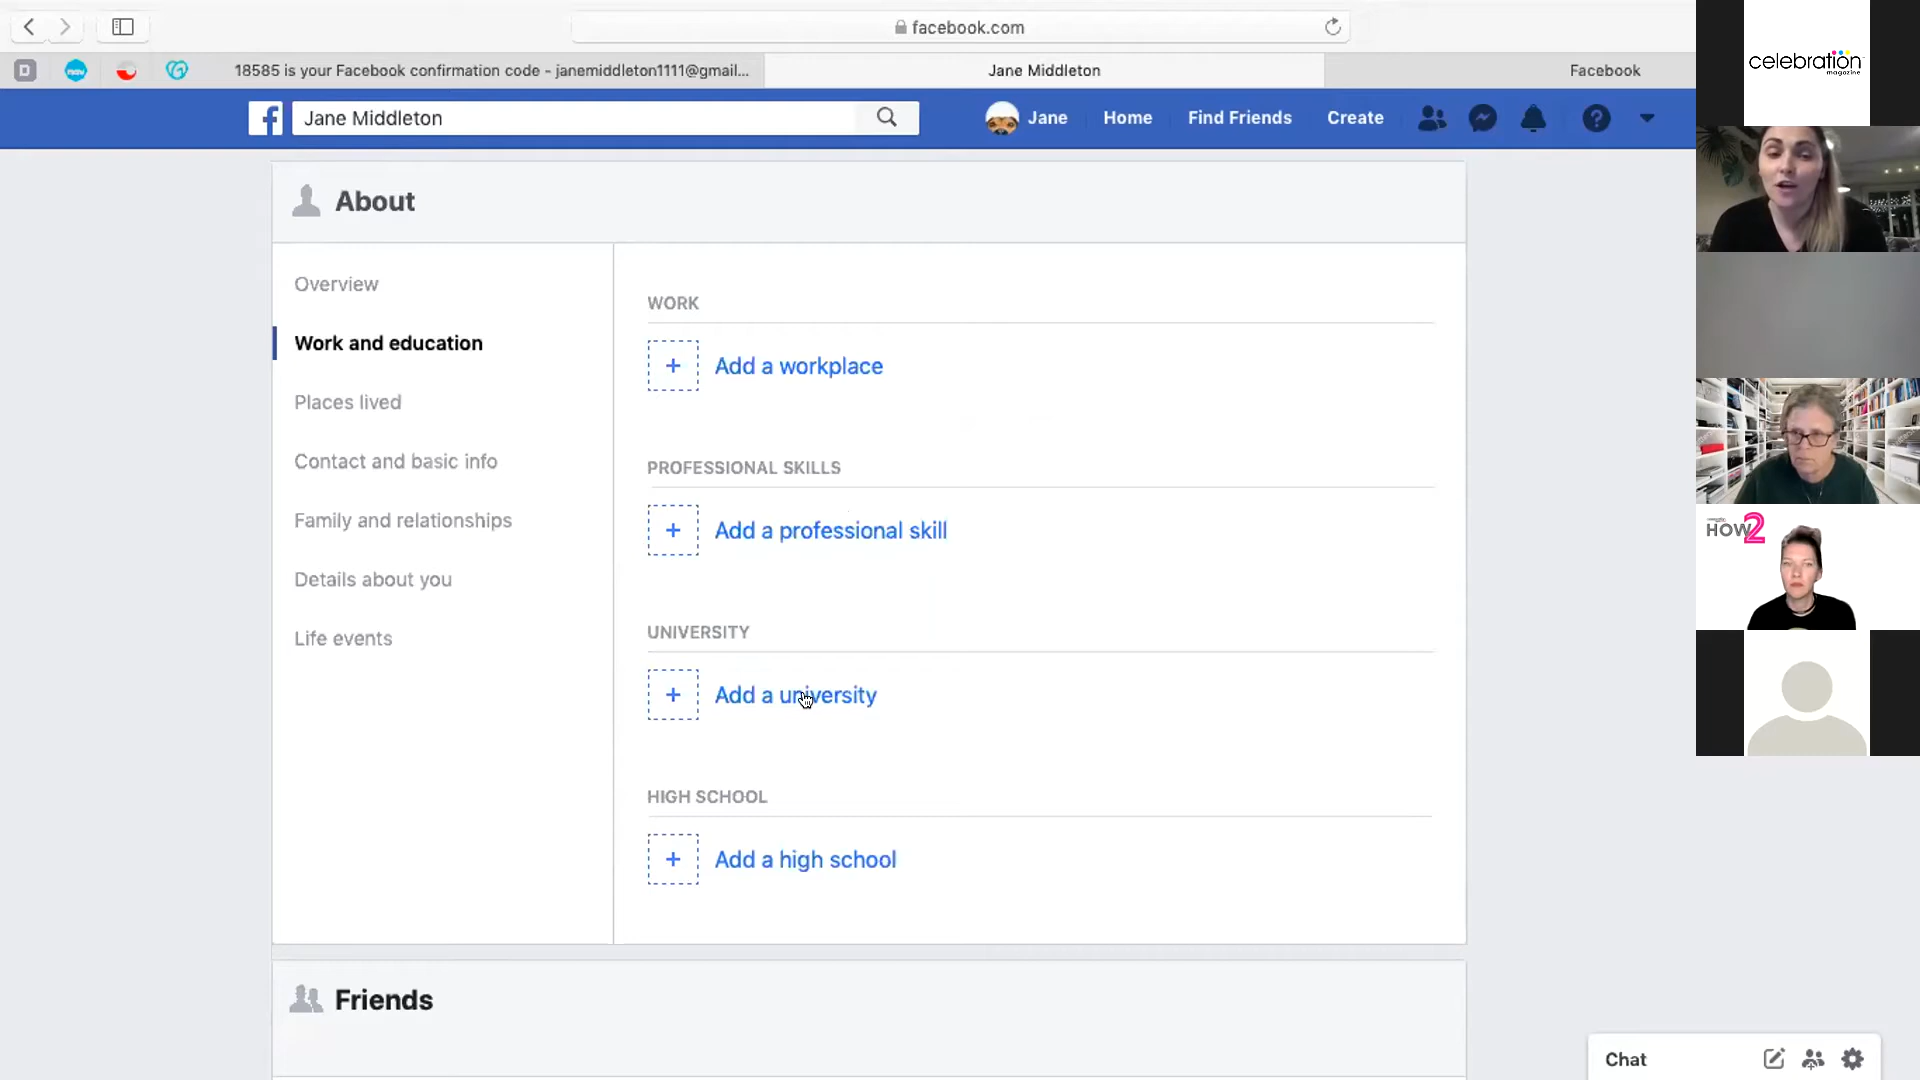 facebook.com
18585 is your Facebook confirmation code - janemiddleton1111@gmail...
Jane Middleton
Facebook
Jane Middleton
Jane
Home
Find Friends
Create
About
Overview
Work and education
Places lived
Contact and basic info
Family and relationships
Details about you
Life events
WORK
+ Add a workplace
PROFESSIONAL SKILLS
+ Add a professional skill
UNIVERSITY
+ Add a university
HIGH SCHOOL
+ Add a high school
Friends
Chat
celebration
magazine
HOW2